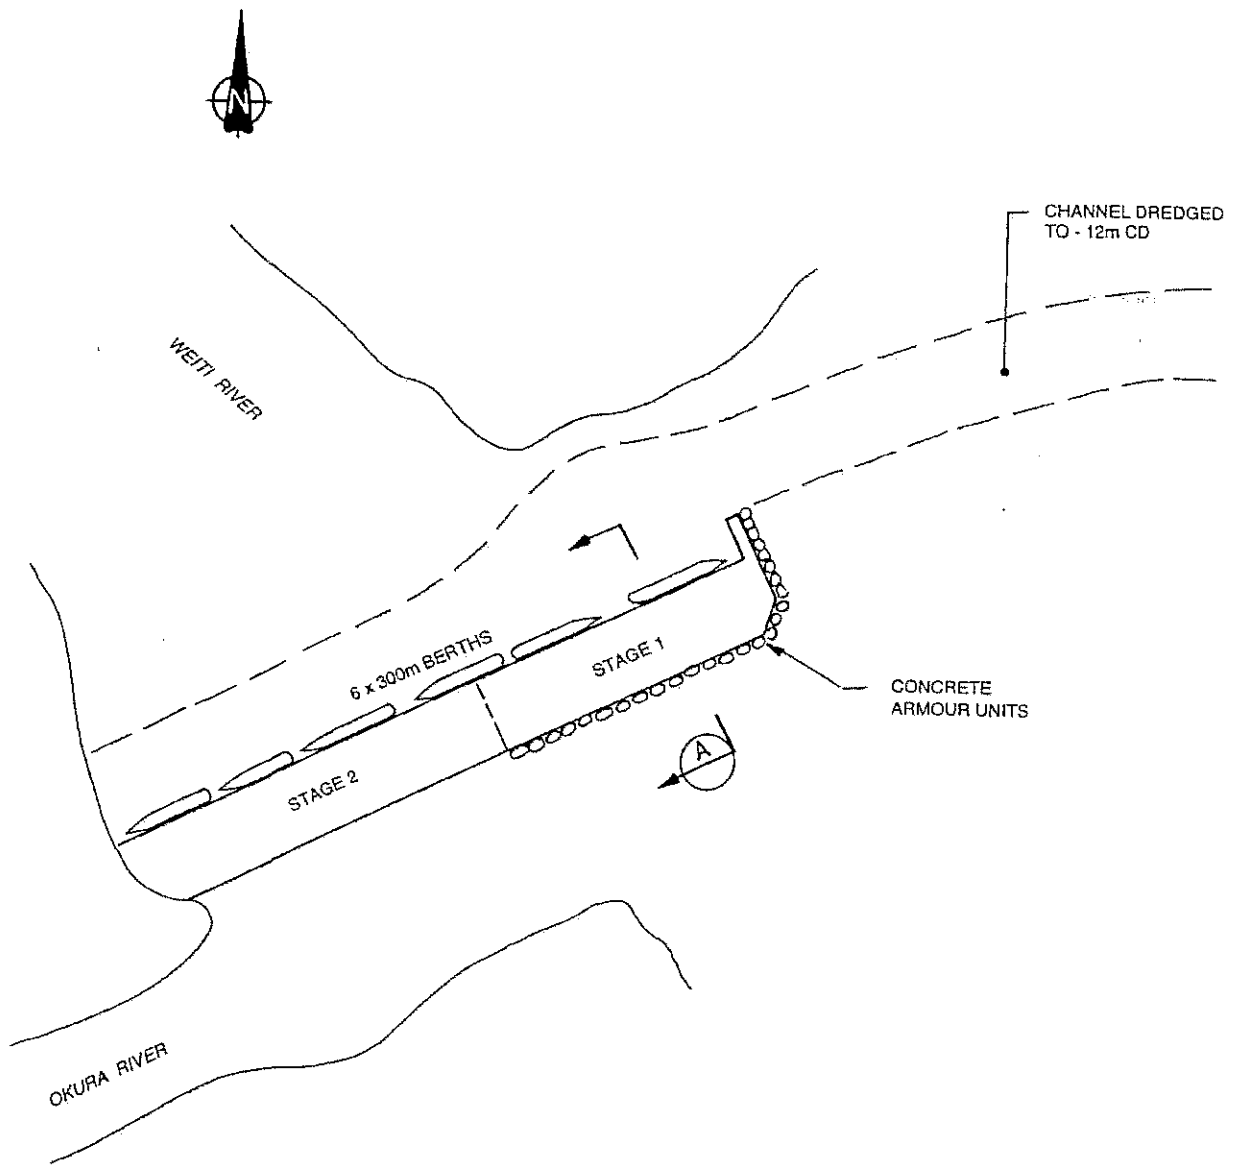 N
CHANNEL DREDGED
TO - 12m CD
WEITI RIVER
6 x 300m BERTHS
STAGE 1
CONCRETE
ARMOUR UNITS
A
STAGE 2
OKURA RIVER